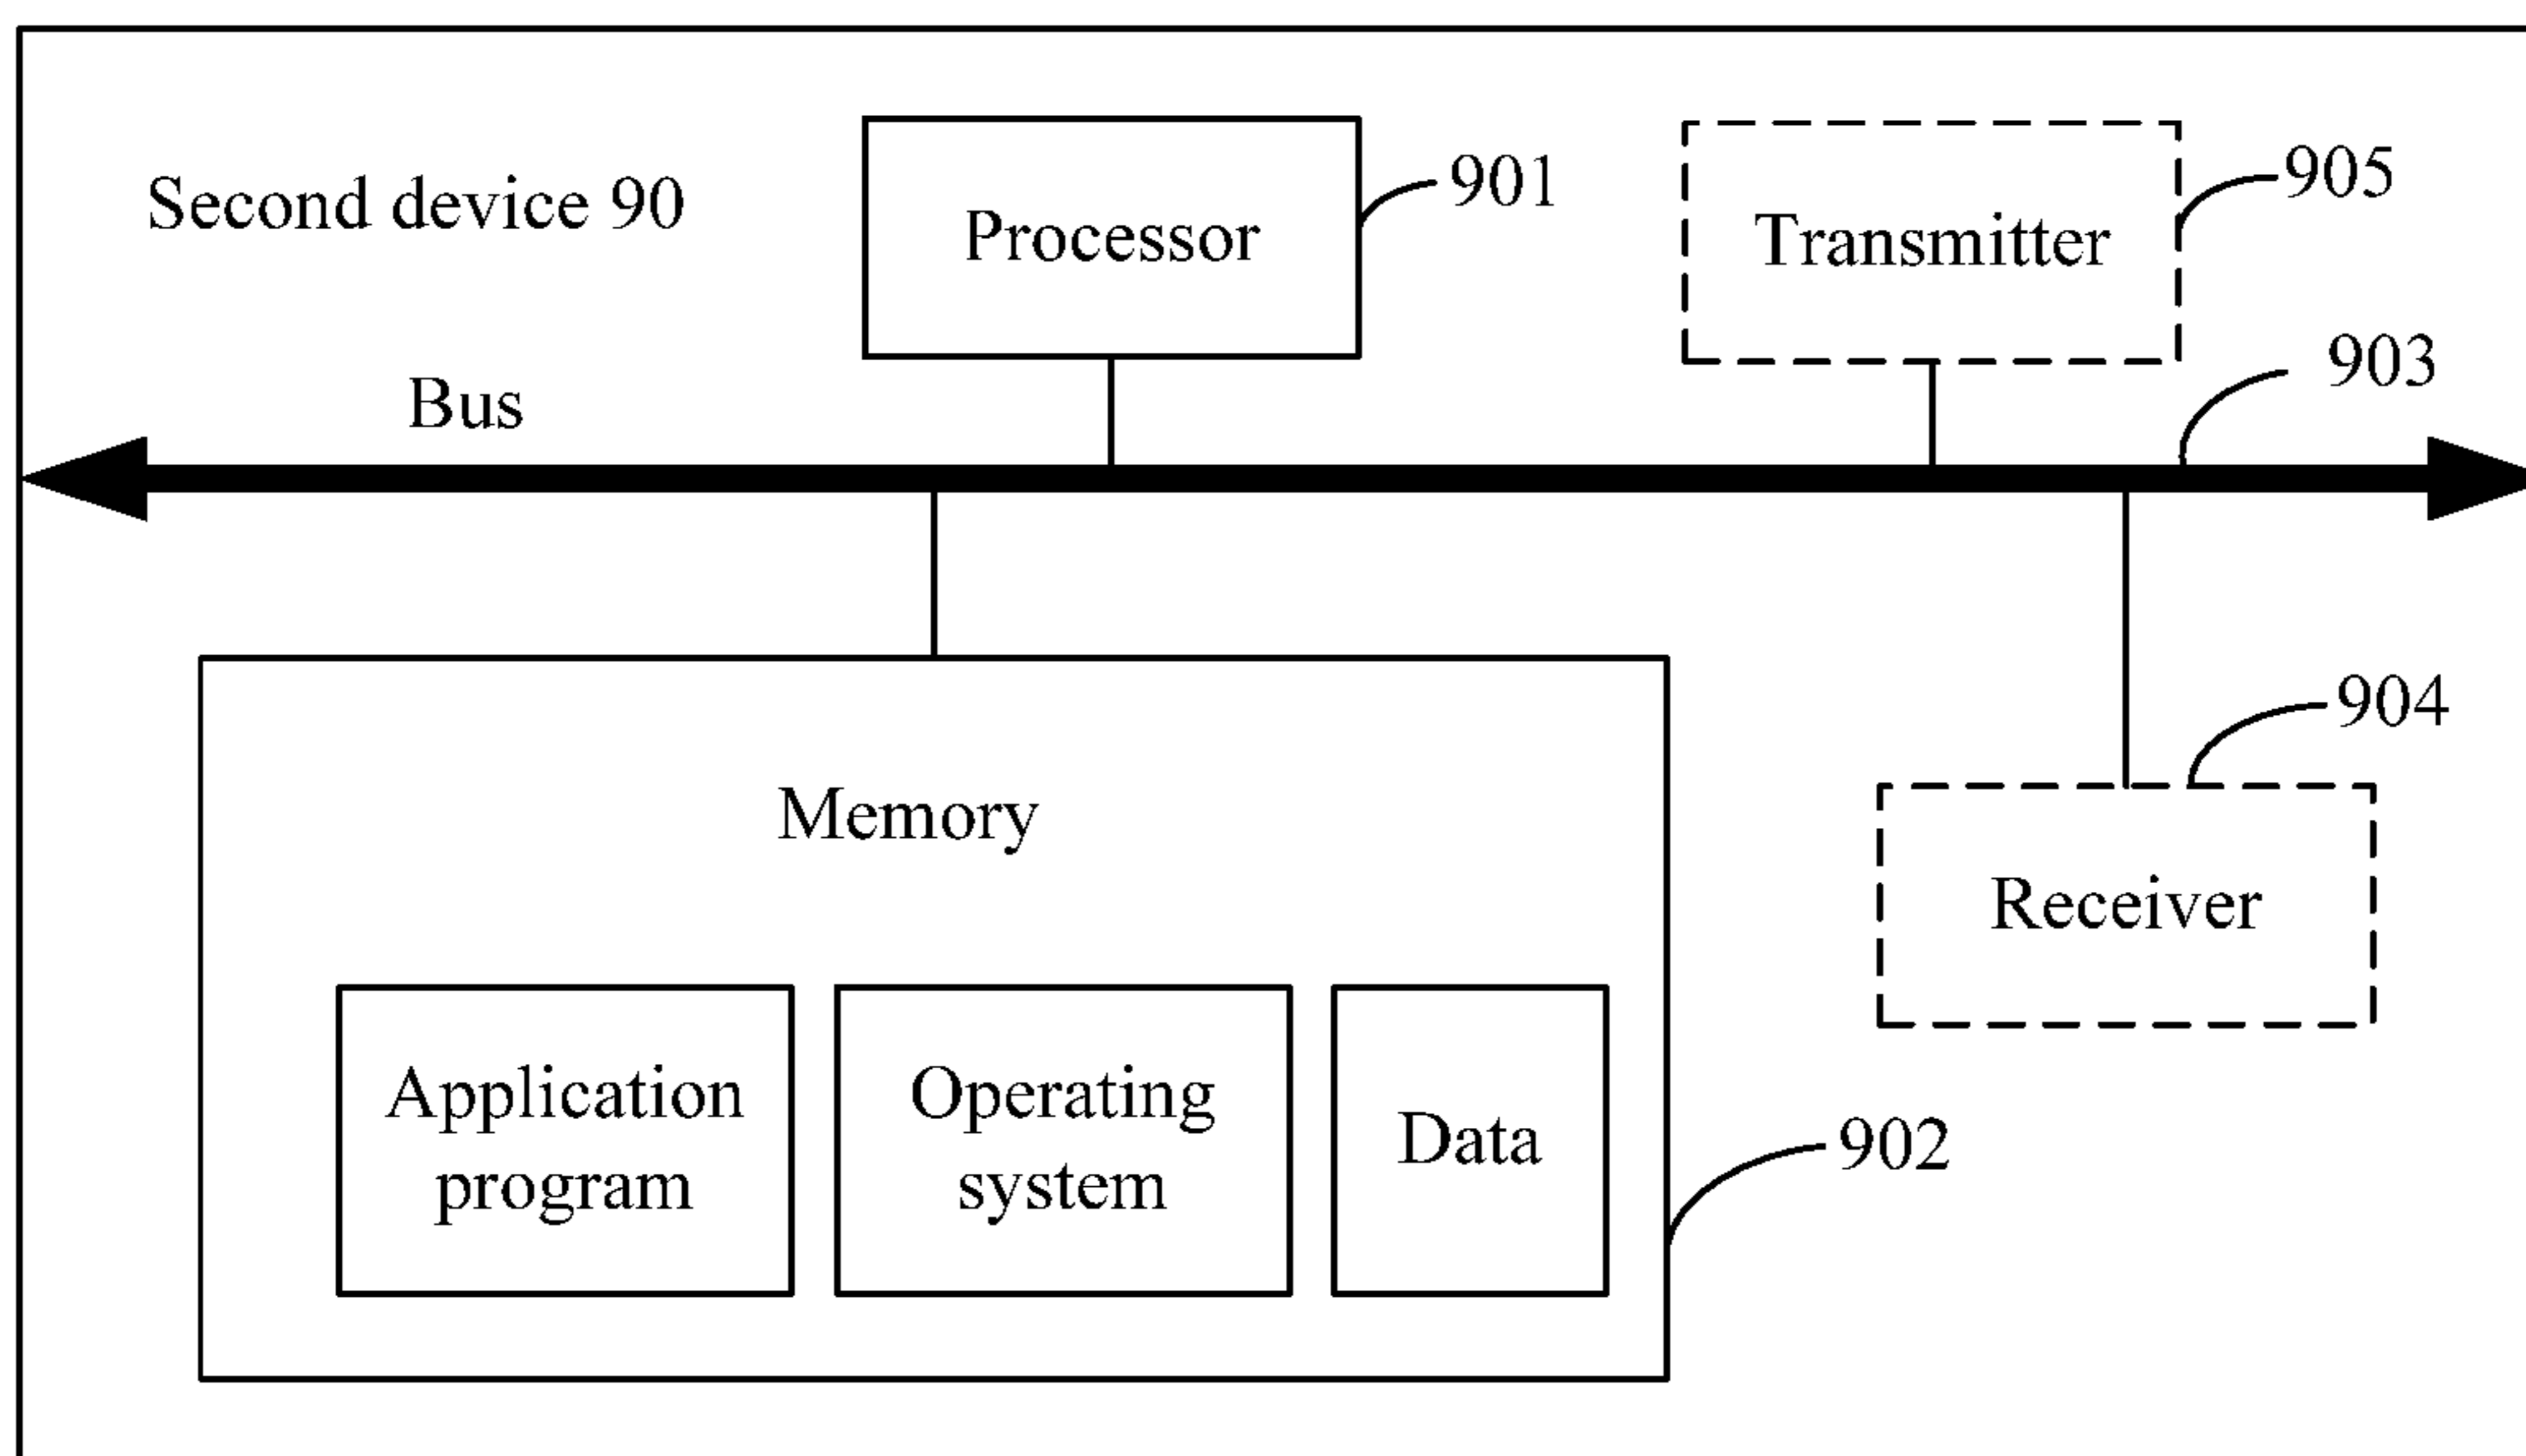 Second device 90
Processor
901
Transmitter
905
Bus
903
Memory
904
Receiver
Application
program
Operating
system
Data
902